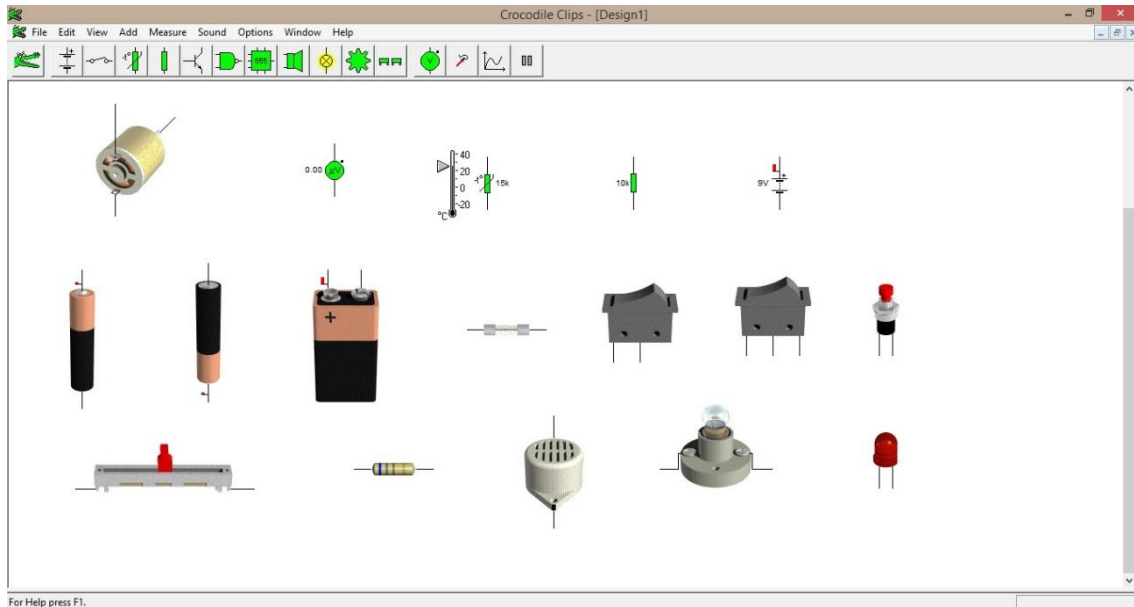 Crocodile Clips - [Design1]
File Edit View Add Measure Sound Options Window Help
555 V
0.00 µV
40
20
0
-20
°C
t° 15k
10k
9V
+
For Help press F1.